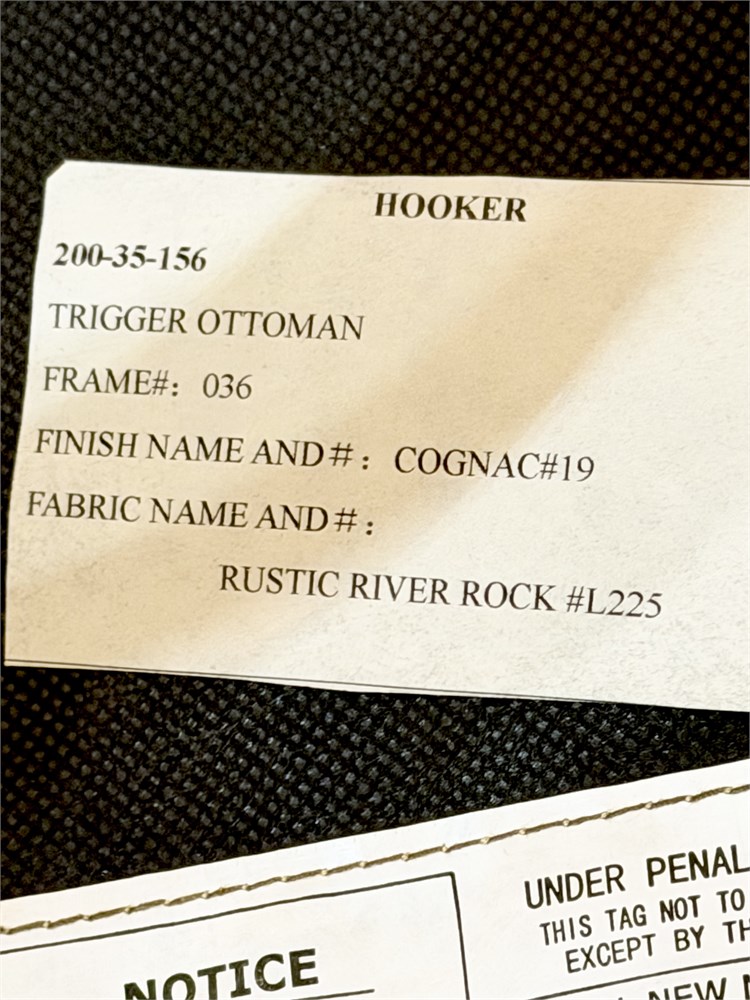 HOOKER
200-35-156
TRIGGER OTTOMAN
FRAME#: 036
FINISH NAME AND#: COGNAC#19
FABRIC NAME AND#:
RUSTIC RIVER ROCK #L225
NOTICE
UNDER PENAL
THIS TAG NOT TO
EXCEPT BY TH
NEW